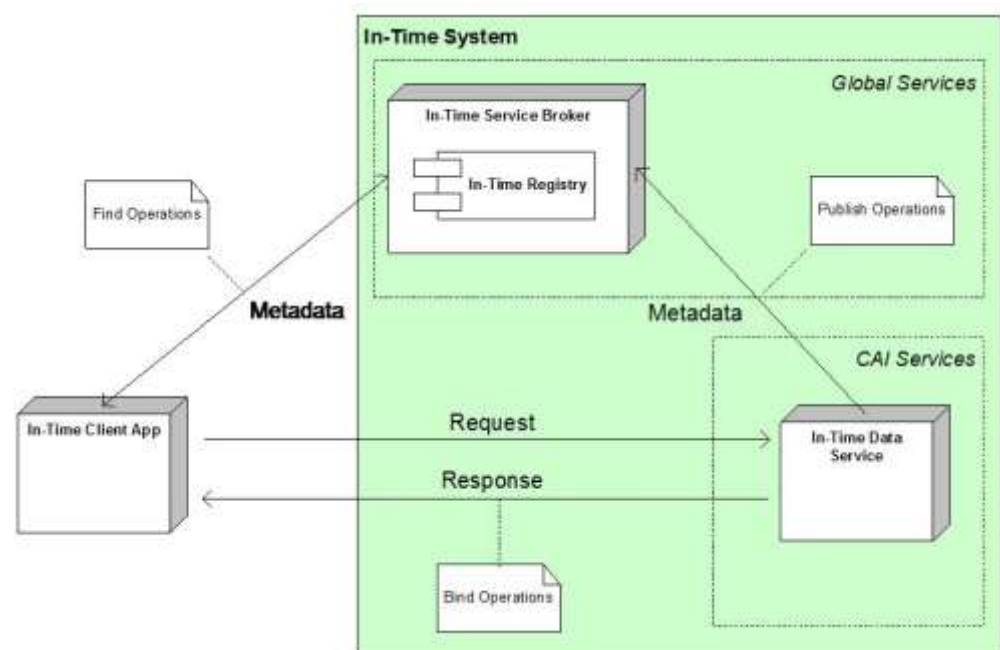 In-Time System
Global Services
In-Time Service Broker
In-Time Registry
Find Operations
Publish Operations
Metadata
Metadata
CAI Services
In-Time Client App
Request
In-Time Data
Service
Response
Bind Operations